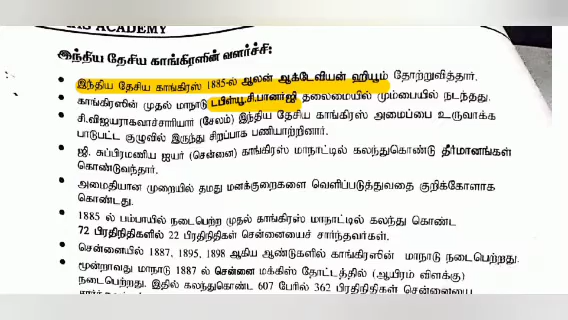 ACADEMY
இந்திய தேசிய காங்கிரஸின் வளர்ச்சி:
இந்திய தேசிய காங்கிரஸ் 1885-ல் ஆலன் ஆக்டேவியன் ஹியூம் தோற்றுவித்தார்.
காங்கிரஸின் முதல் மாநாடு டபிள்யூ.சி.பானர்ஜி தலைமையில் மும்பையில் நடந்தது.
சி.விஜயராகவாச்சாரியார் (சேலம்) இந்திய தேசிய காங்கிரஸ் அமைப்பை உருவாக்க
பாடுபட்ட குழுவில் இருந்து சிறப்பாக பணியாற்றினார்.
ஜி. சுப்பிரமணிய ஐயர் (சென்னை) காங்கிரஸ் மாநாட்டில் கலந்துகொண்டு தீர்மானங்கள்
கொண்டுவந்தார்.
அமைதியான முறையில் தமது மனக்குறைகளை வெளிப்படுத்துவதை குறிக்கோளாக
கொண்டது.
1885 ல் பம்பாயில் நடைபெற்ற முதல் காங்கிரஸ் மாநாட்டில் கலந்து கொண்ட
72 பிரதிநிதிகளில் 22 பிரதிநிதிகள் சென்னையைச் சார்ந்தவர்கள்.
சென்னையில் 1887, 1895, 1898 ஆகிய ஆண்டுகளில் காங்கிரஸின் மாநாடு நடைபெற்றது.
மூன்றாவது மாநாடு 1887 ல் சென்னை மக்கிஸ் தோட்டத்தில் (ஆயிரம் விளக்கு)
நடைபெற்றது. இதில் கலந்துகொண்ட 607 பேரில் 362 பிரதிநிதிகள் சென்னையை